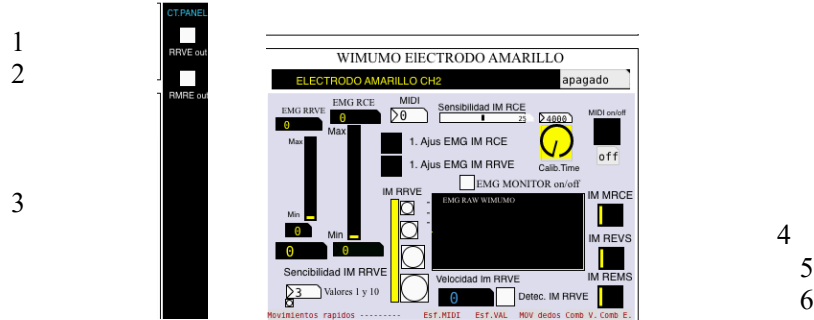 CT.PANEL
1
RRVE out
2
RMRE out
3
WIMUMO ElECTRODO AMARILLO
ELECTRODO AMARILLO CH2
apagado
EMG RRVE
EMG RCE
MIDI
Sensibilidad IM RCE
MIDI on/off
0
0
0
25
4000
Max
Max
1. Ajus EMG IM RCE
off
1. Ajus EMG IM RRVE
Calib.Time
EMG MONITOR on/off
IM RRVE
IM MRCE
EMG RAW WIMUMO
Min
0
Min
4
0
0
IM REVS
5
Sencibilidad IM RRVE
Velocidad Im RRVE
IM REMS
6
3
Valores 1 y 10
0
Detec. IM RRVE
Movimientos rapidos ---------
Esf.MIDI
Esf.VAL
MOV dedos Comb V. Comb E.